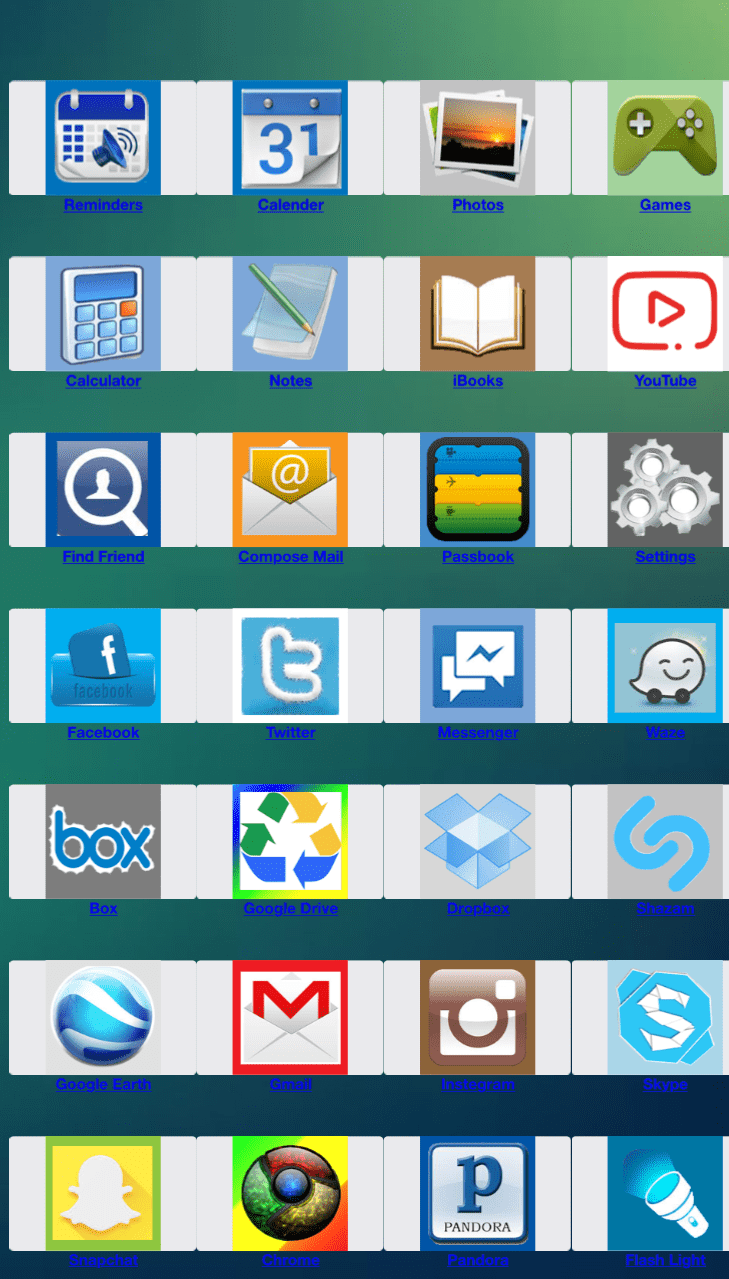 31
Reminders Calender Photos Games
Calculator Notes iBooks YouTube
@
Find Friend Compose Mail Passbook Settings
f
facebook
t
Facebook Twitter Messenger Waze
box
Box Google Drive Dropbox Shazam
M
S
Google Earth Gmail Instegram Skype
p
PANDORA
Snapchat Chrome Pandora Flash Light